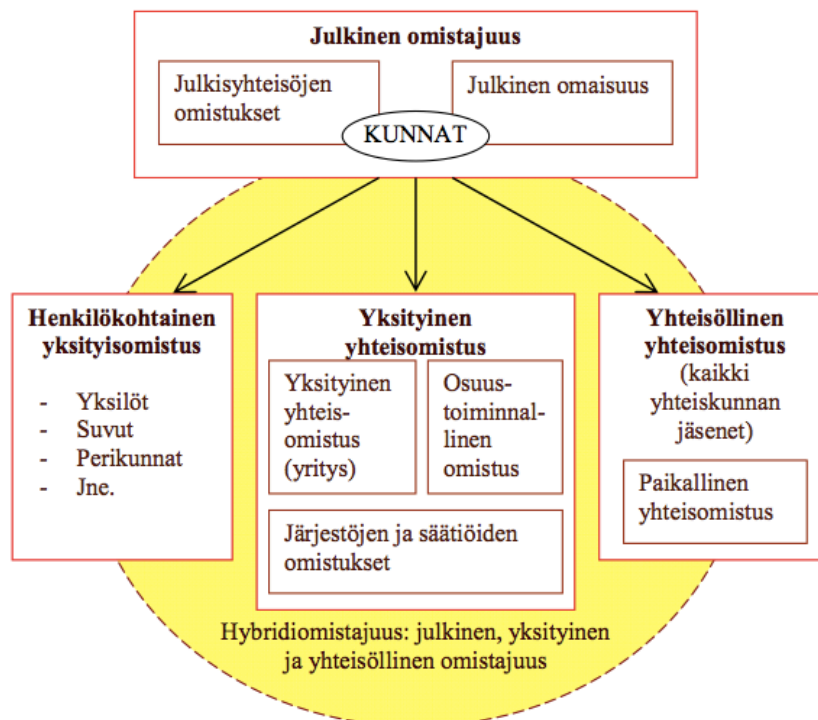 Julkinen omistajuus
Julkisyhteisöjen
omistukset
Julkinen omaisuus
KUNNAT
Henkilökohtainen
yksityisomistus
- Yksilöt
- Suvut
- Perikunnat
- Jne.
Yksityinen
yhteisomistus
Yksityinen
yhteis-
omistus
(yritys)
Osuus-
toiminnal-
linen
omistus
Järjestöjen ja säätiöiden
omistukset
Yhteisöllinen
yhteisomistus
(kaikki
yhteiskunnan
jäsenet)
Paikallinen
yhteisomistus
Hybridiomistajuus: julkinen, yksityinen
ja yhteisöllinen omistajuus